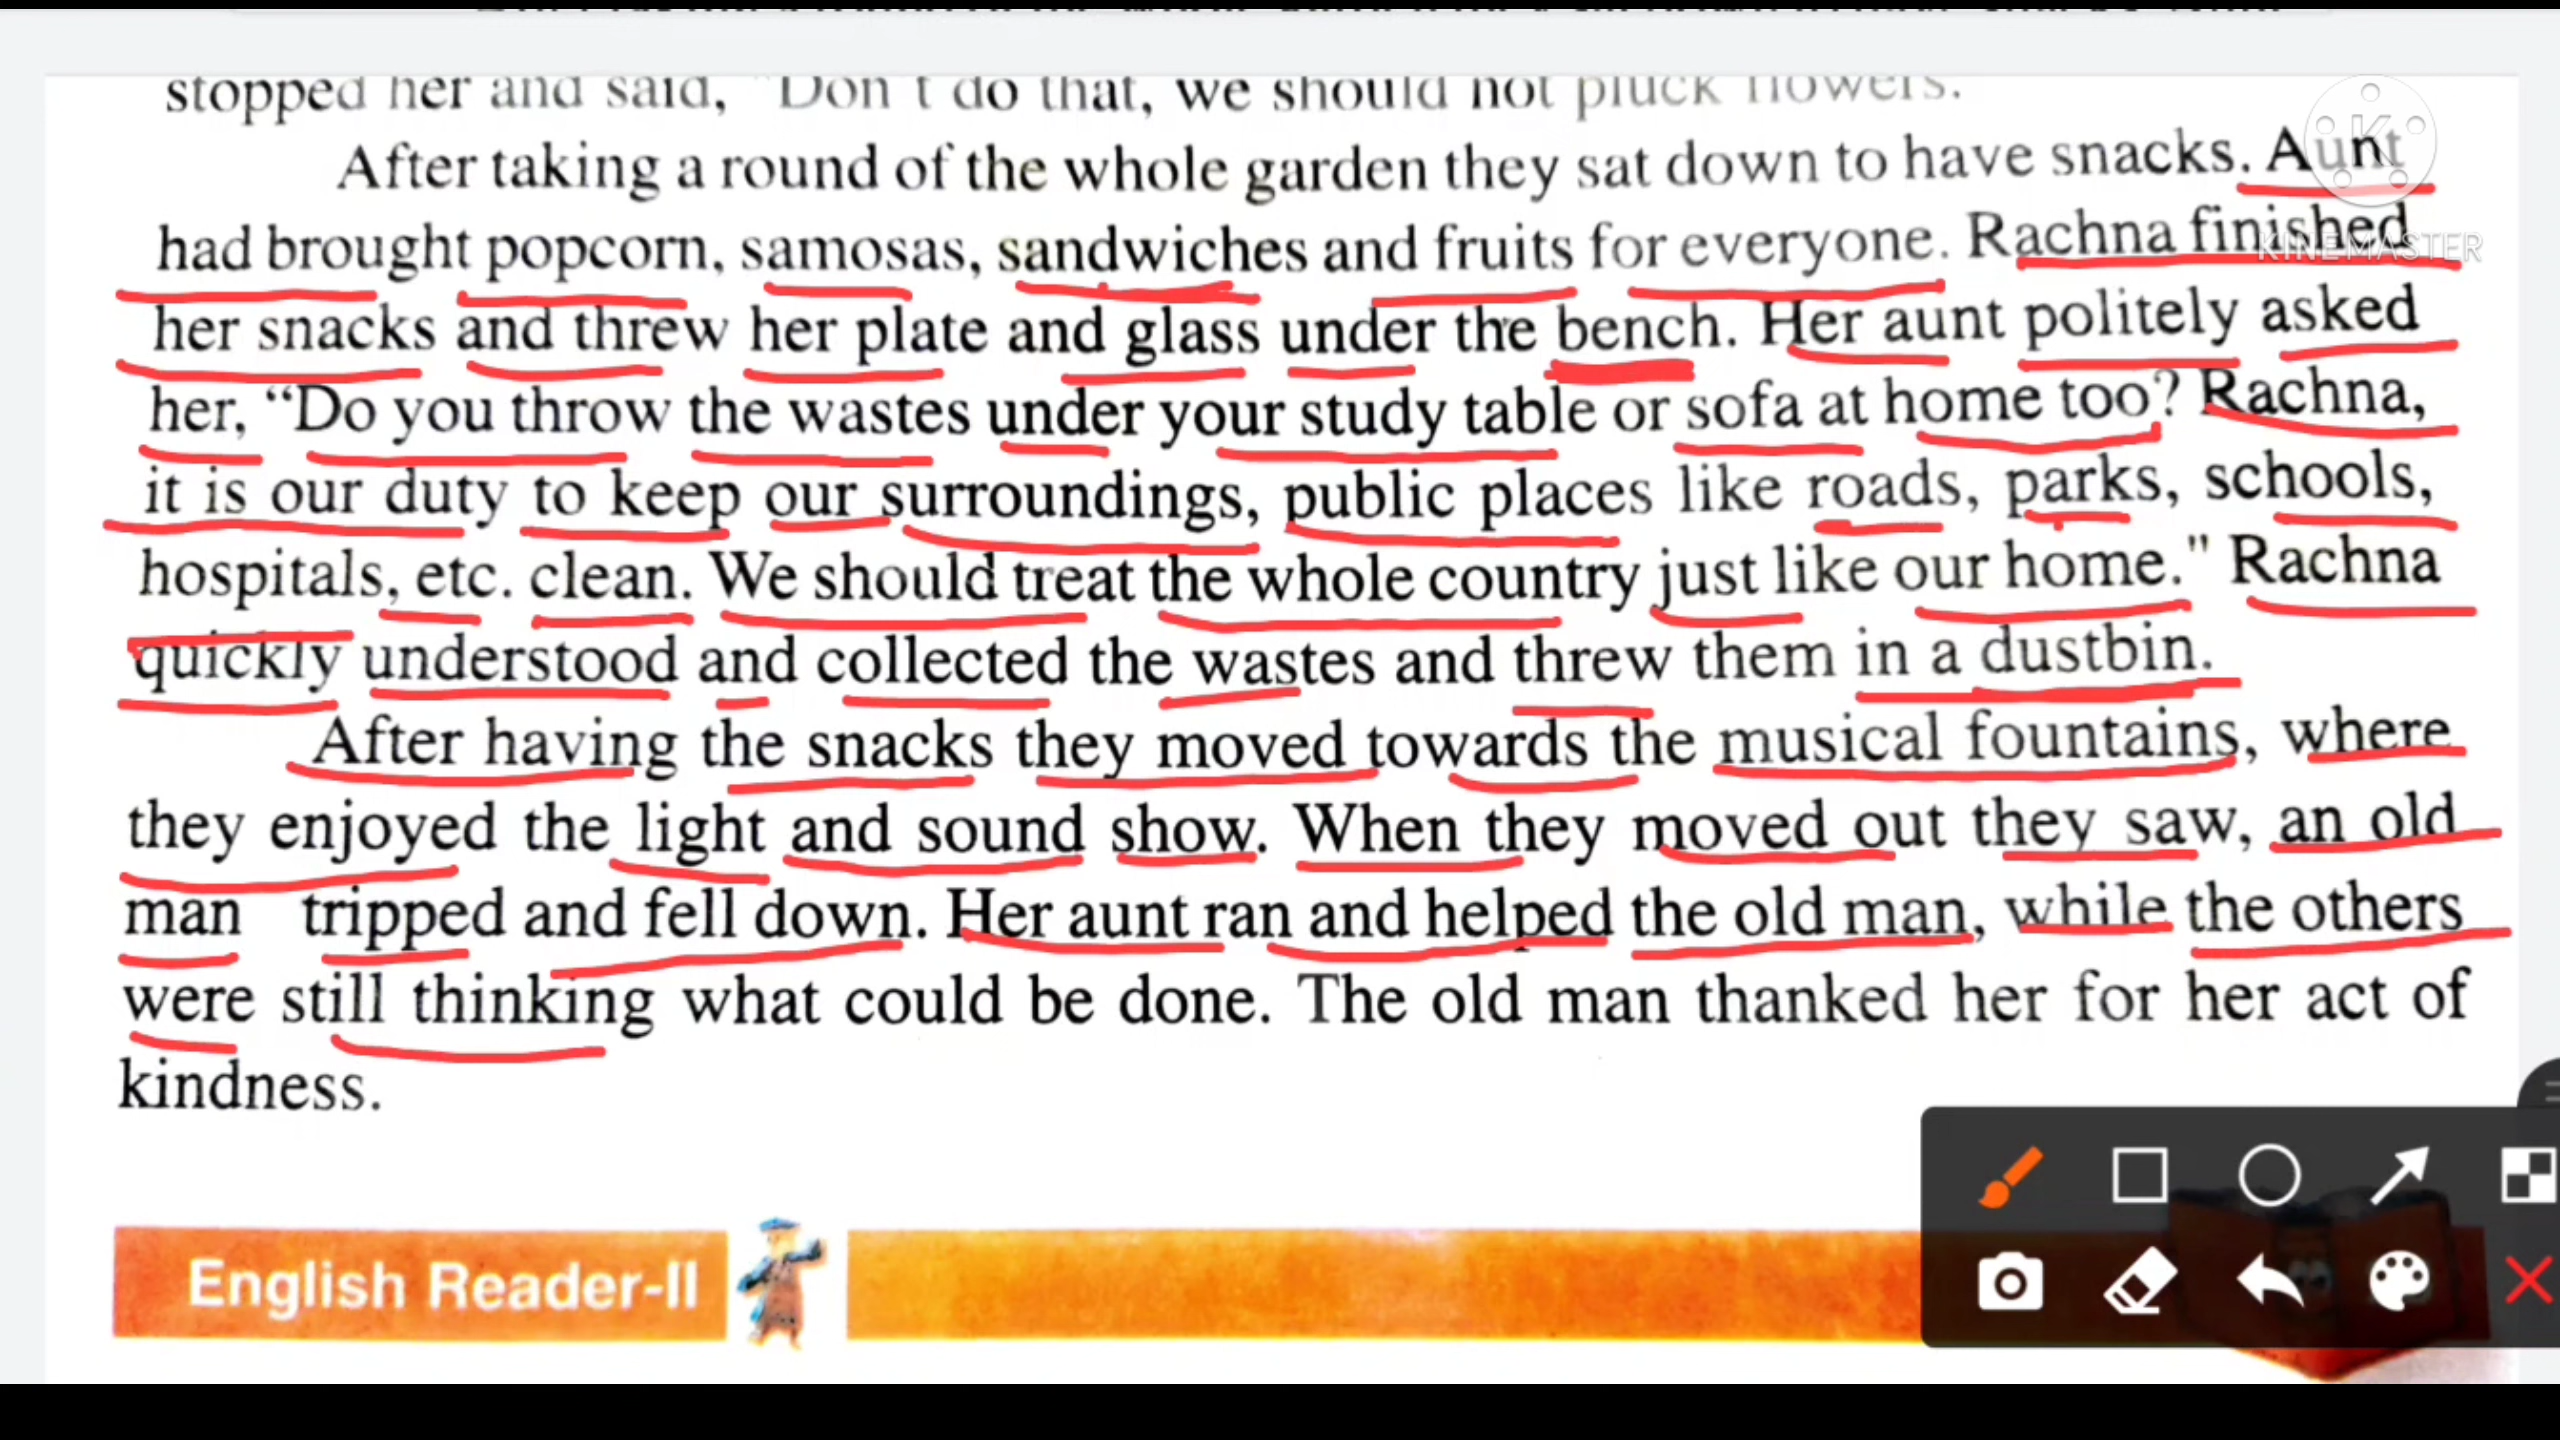 stopped her and said, "Don't do that, we should not pluck flowers.
After taking a round of the whole garden they sat down to have snacks. Aunt
had brought popcorn, samosas, sandwiches and fruits for everyone. Rachna finished
KINEMASTER
her snacks and threw her plate and glass under the bench. Her aunt politely asked
her, “Do you throw the wastes under your study table or sofa at home too? Rachna,
it is our duty to keep our surroundings, public places like roads, parks, schools,
hospitals, etc. clean. We should treat the whole country just like our home." Rachna
quickly understood and collected the wastes and threw them in a dustbin.
After having the snacks they moved towards the musical fountains, where
they enjoyed the light and sound show. When they moved out they saw, an old
man tripped and fell down. Her aunt ran and helped the old man, while the others
were still thinking what could be done. The old man thanked her for her act of
kindness.
English Reader-II